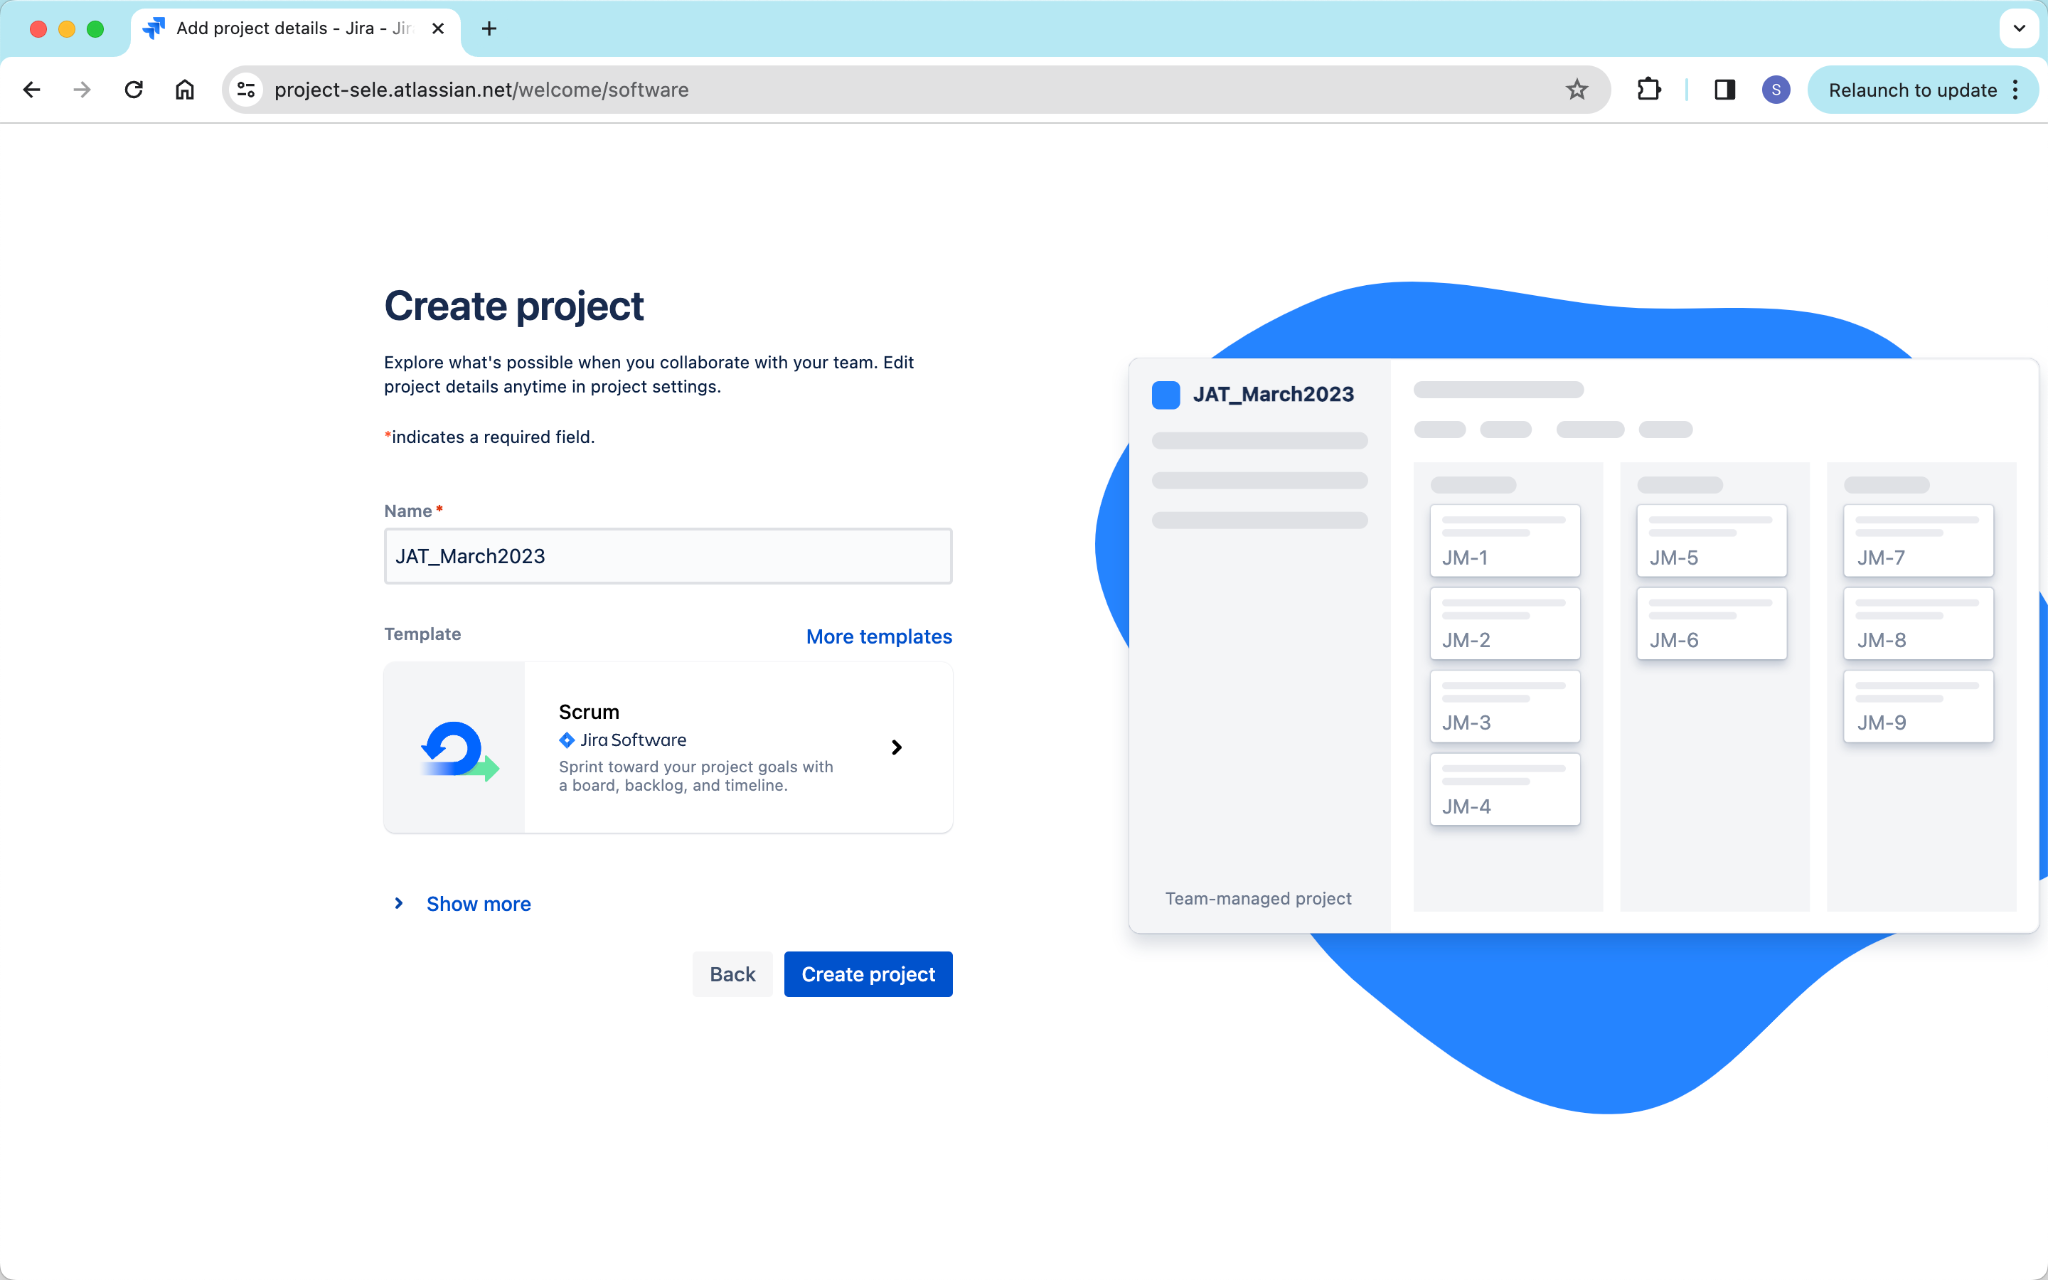 Add project details - Jira - Jir
project-sele.atlassian.net/welcome/software
S
Relaunch to update
Create project
Explore what's possible when you collaborate with your team. Edit
project details anytime in project settings.
*indicates a required field.
Name*
JAT_March2023
Template
More templates
Scrum
Jira Software
Sprint toward your project goals with
a board, backlog, and timeline.
Show more
Back
Create project
JAT_March2023
Team-managed project
JM-1
JM-2
JM-3
JM-4
JM-5
JM-6
JM-7
JM-8
JM-9